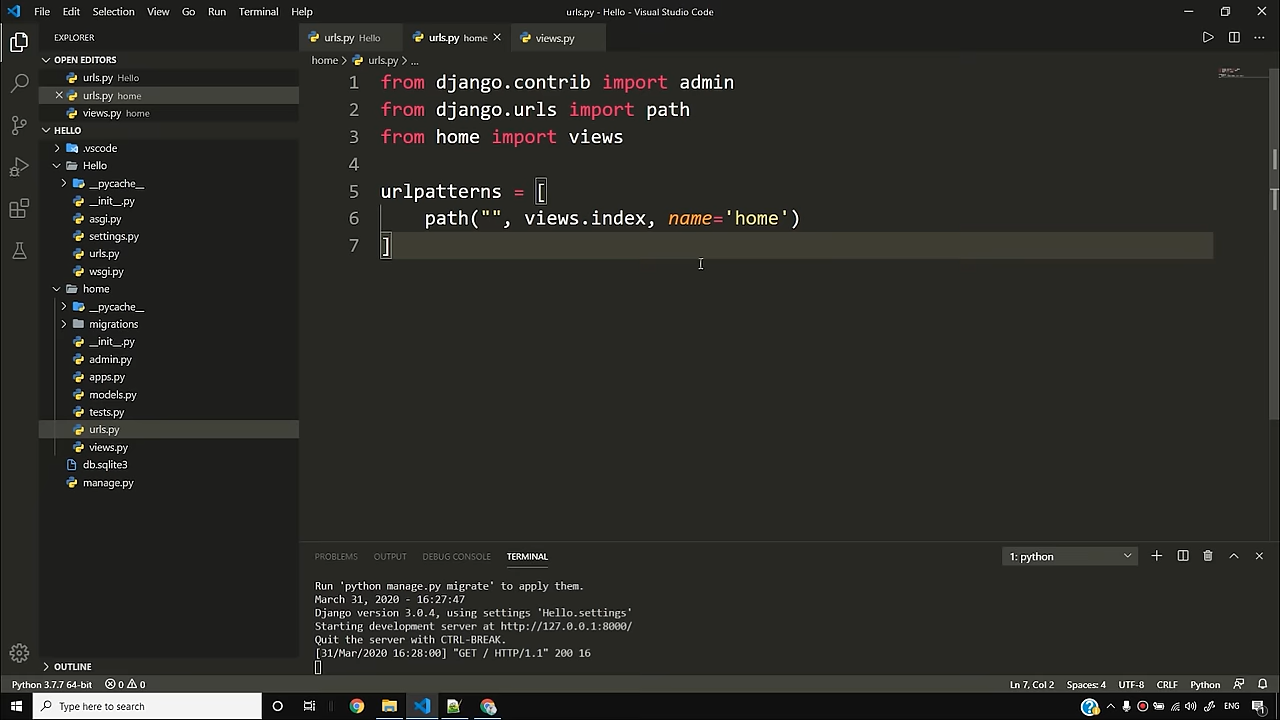 File Edit Selection View Go Run Terminal Help urls.py - Hello - Visual Studio Code
EXPLORER
urls.py Hello urls.py home views.py
OPEN EDITORS
urls.py Hello
urls.py home
views.py home
HELLO
.vscode
Hello
__pycache__
__init__.py
asgi.py
settings.py
urls.py
wsgi.py
home
__pycache__
migrations
__init__.py
admin.py
apps.py
models.py
tests.py
urls.py
views.py
db.sqlite3
manage.py
OUTLINE
home > urls.py > ...
1 from django.contrib import admin
2 from django.urls import path
3 from home import views
4
5 urlpatterns = [
6 path("", views.index, name='home')
7 ]
PROBLEMS OUTPUT DEBUG CONSOLE TERMINAL 1: python
Run 'python manage.py migrate' to apply them.
March 31, 2020 - 16:27:47
Django version 3.0.4, using settings 'Hello.settings'
Starting development server at http://127.0.0.1:8000/
Quit the server with CTRL-BREAK.
[31/Mar/2020 16:28:00] "GET / HTTP/1.1" 200 16
Python 3.7.7 64-bit 0 0 Ln 7, Col 2 Spaces: 4 UTF-8 CRLF Python
Type here to search ENG